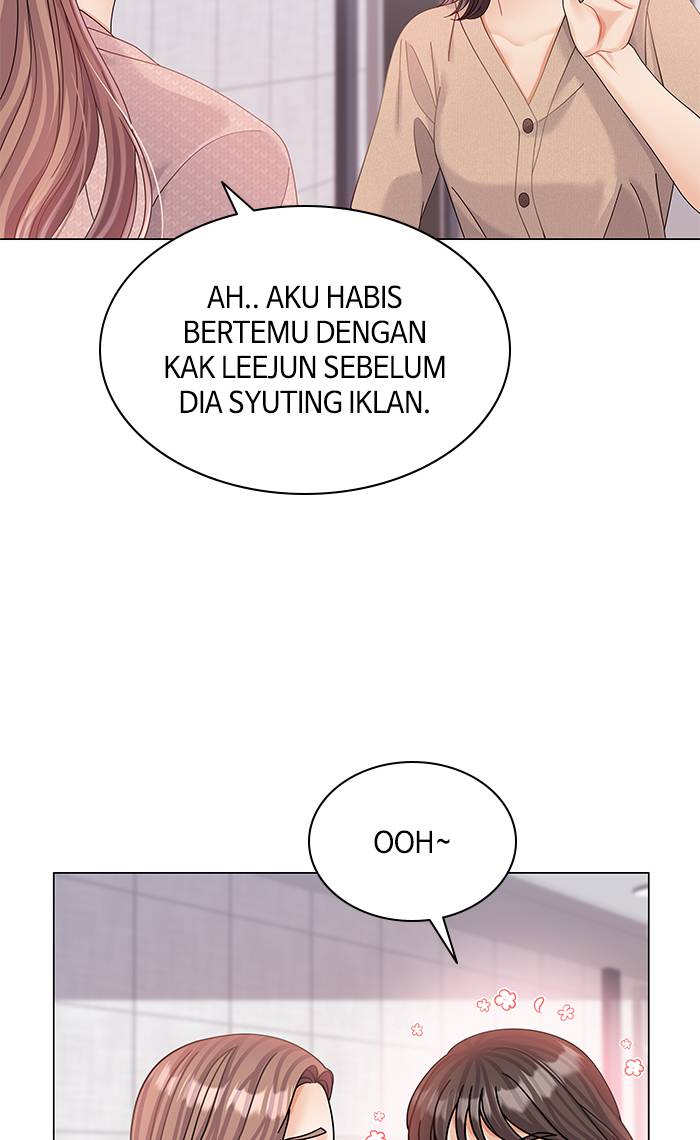 AH.. AKU HABIS
BERTEMU DENGAN
KAK LEEJUN SEBELUM
DIA SYUTING IKLAN.
OOH~